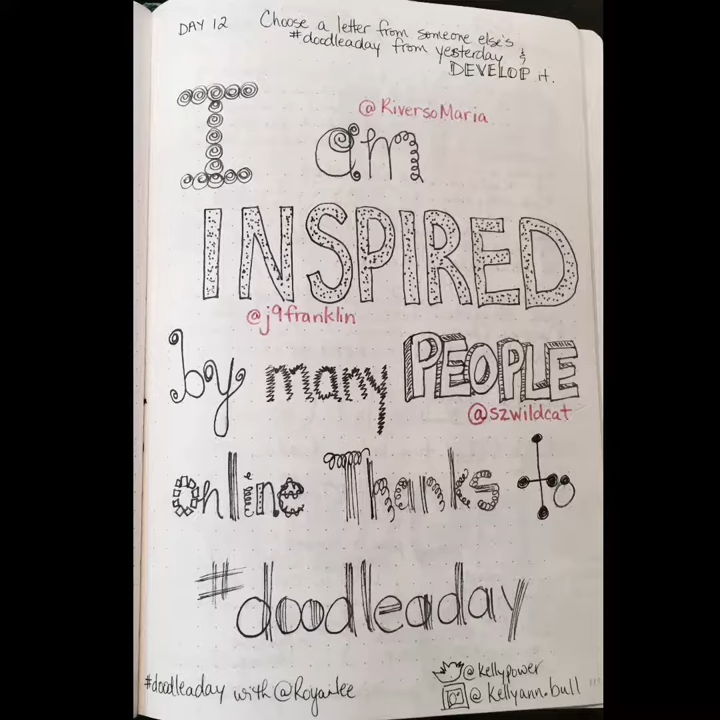 DAY 12 Choose a letter from someone else's
#doodleaday from yesterday &
DEVELOP it.
I am
@RiversoMaria
INSPIRED
@j9franklin
by many PEOPLE
@szwildcat
online Thanks to
#doodleaday
#doodleaday with @Royanlee
@kellypower
@kellyann.bull